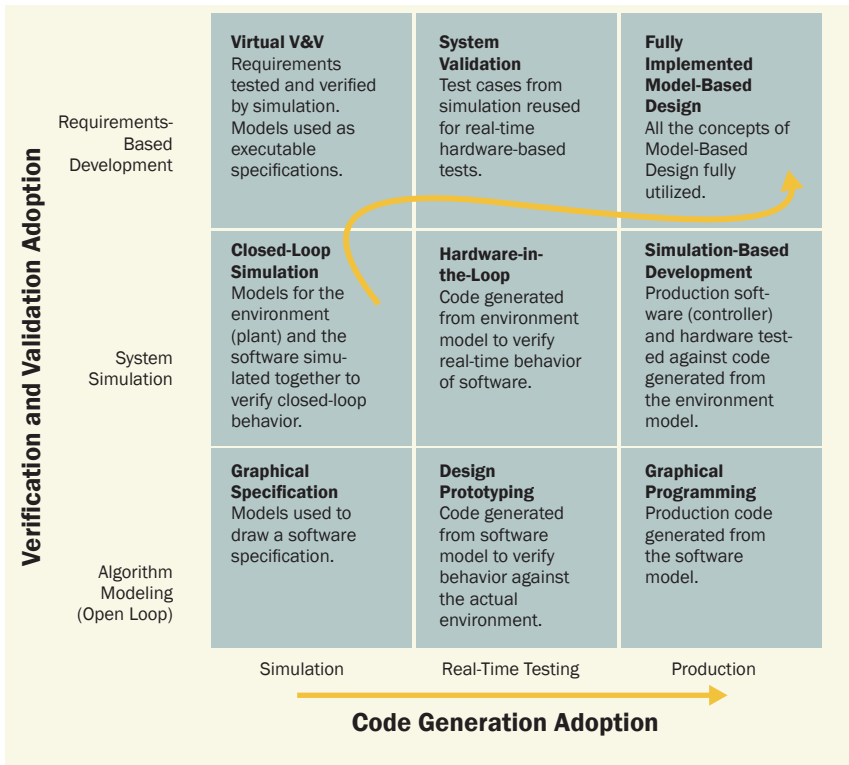 Verification and Validation Adoption
Requirements-
Based
Development
Virtual V&V
Requirements
tested and verified
by simulation.
Models used as
executable
specifications.
System
Validation
Test cases from
simulation reused
for real-time
hardware-based
tests.
Fully
Implemented
Model-Based
Design
All the concepts of
Model-Based
Design fully
utilized.
System
Simulation
Closed-Loop
Simulation
Models for the
environment
(plant) and the
software simu-
lated together to
verify closed-loop
behavior.
Hardware-in-
the-Loop
Code generated
from environment
model to verify
real-time behavior
of software.
Simulation-Based
Development
Production soft-
ware (controller)
and hardware test-
ed against code
generated from
the environment
model.
Algorithm
Modeling
(Open Loop)
Graphical
Specification
Models used to
draw a software
specification.
Design
Prototyping
Code generated
from software
model to verify
behavior against
the actual
environment.
Graphical
Programming
Production code
generated from
the software
model.
Simulation
Real-Time Testing
Production
Code Generation Adoption